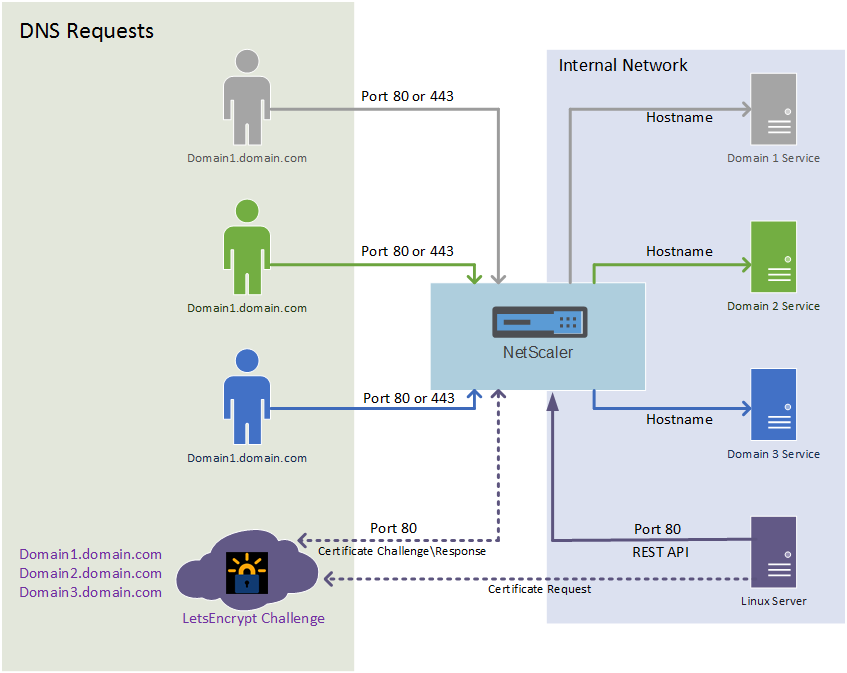 DNS Requests
Internal Network
Port 80 or 443
Hostname
Domain1.domain.com
Domain 1 Service
Port 80 or 443
Hostname
Domain1.domain.com
Domain 2 Service
NetScaler
Port 80 or 443
Hostname
Domain1.domain.com
Domain 3 Service
Port 80
Certificate Challenge\Response
Port 80
REST API
Domain1.domain.com
Domain2.domain.com
Domain3.domain.com
Certificate Request
Linux Server
LetsEncrypt Challenge